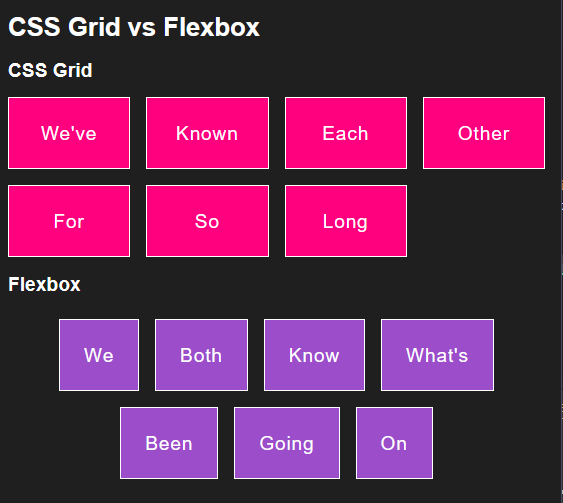 CSS Grid vs Flexbox
CSS Grid
We've Known Each Other
For So Long
Flexbox
We Both Know What's
Been Going On